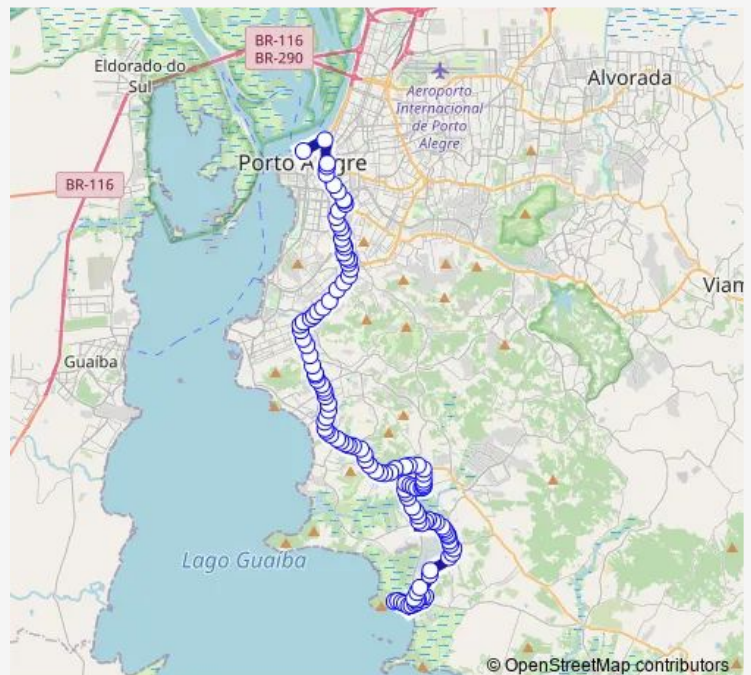 BR-116
BR-290
Eldorado do
Sul
Aeroporto
Internacional
de Porto
Alegre
Alvorada
Porto Alegre
BR-116
Viam
Guaíba
Lago Guaíba
© OpenStreetMap contributors